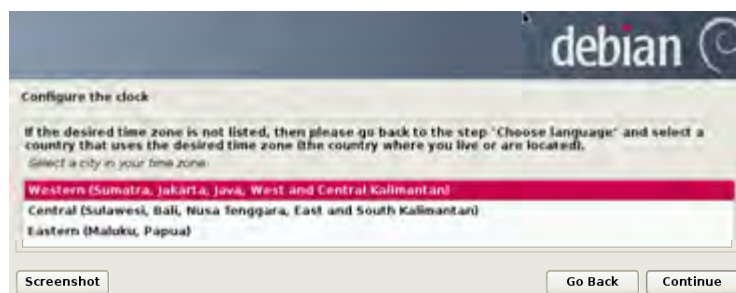 debian
Configure the clock
If the desired time zone is not listed, then please go back to the step "Choose language" and select a
country that uses the desired time zone (the country where you live or are located).
Select a city in your time zone:
Western (Sumatra, Jakarta, Java, West and Central Kalimantan)
Central (Sulawesi, Bali, Nusa Tenggara, East and South Kalimantan)
Eastern (Maluku, Papua)
Screenshot
Go Back
Continue